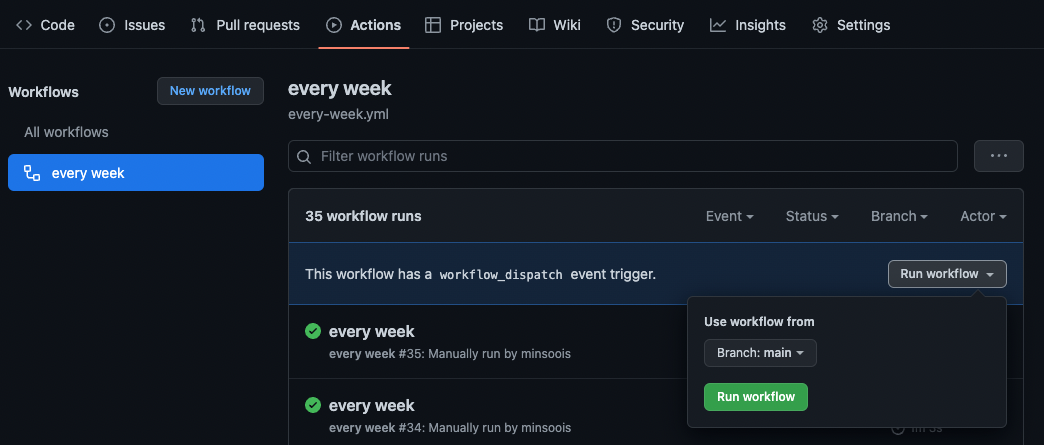 Code Issues Pull requests Actions Projects Wiki Security Insights Settings
Workflows
New workflow
All workflows
every week
every week
every-week.yml
Filter workflow runs
35 workflow runs
Event Status Branch Actor
This workflow has a workflow_dispatch event trigger.
Run workflow
every week
every week #35: Manually run by minsoois
every week
every week #34: Manually run by minsoois
Use workflow from
Branch: main
Run workflow